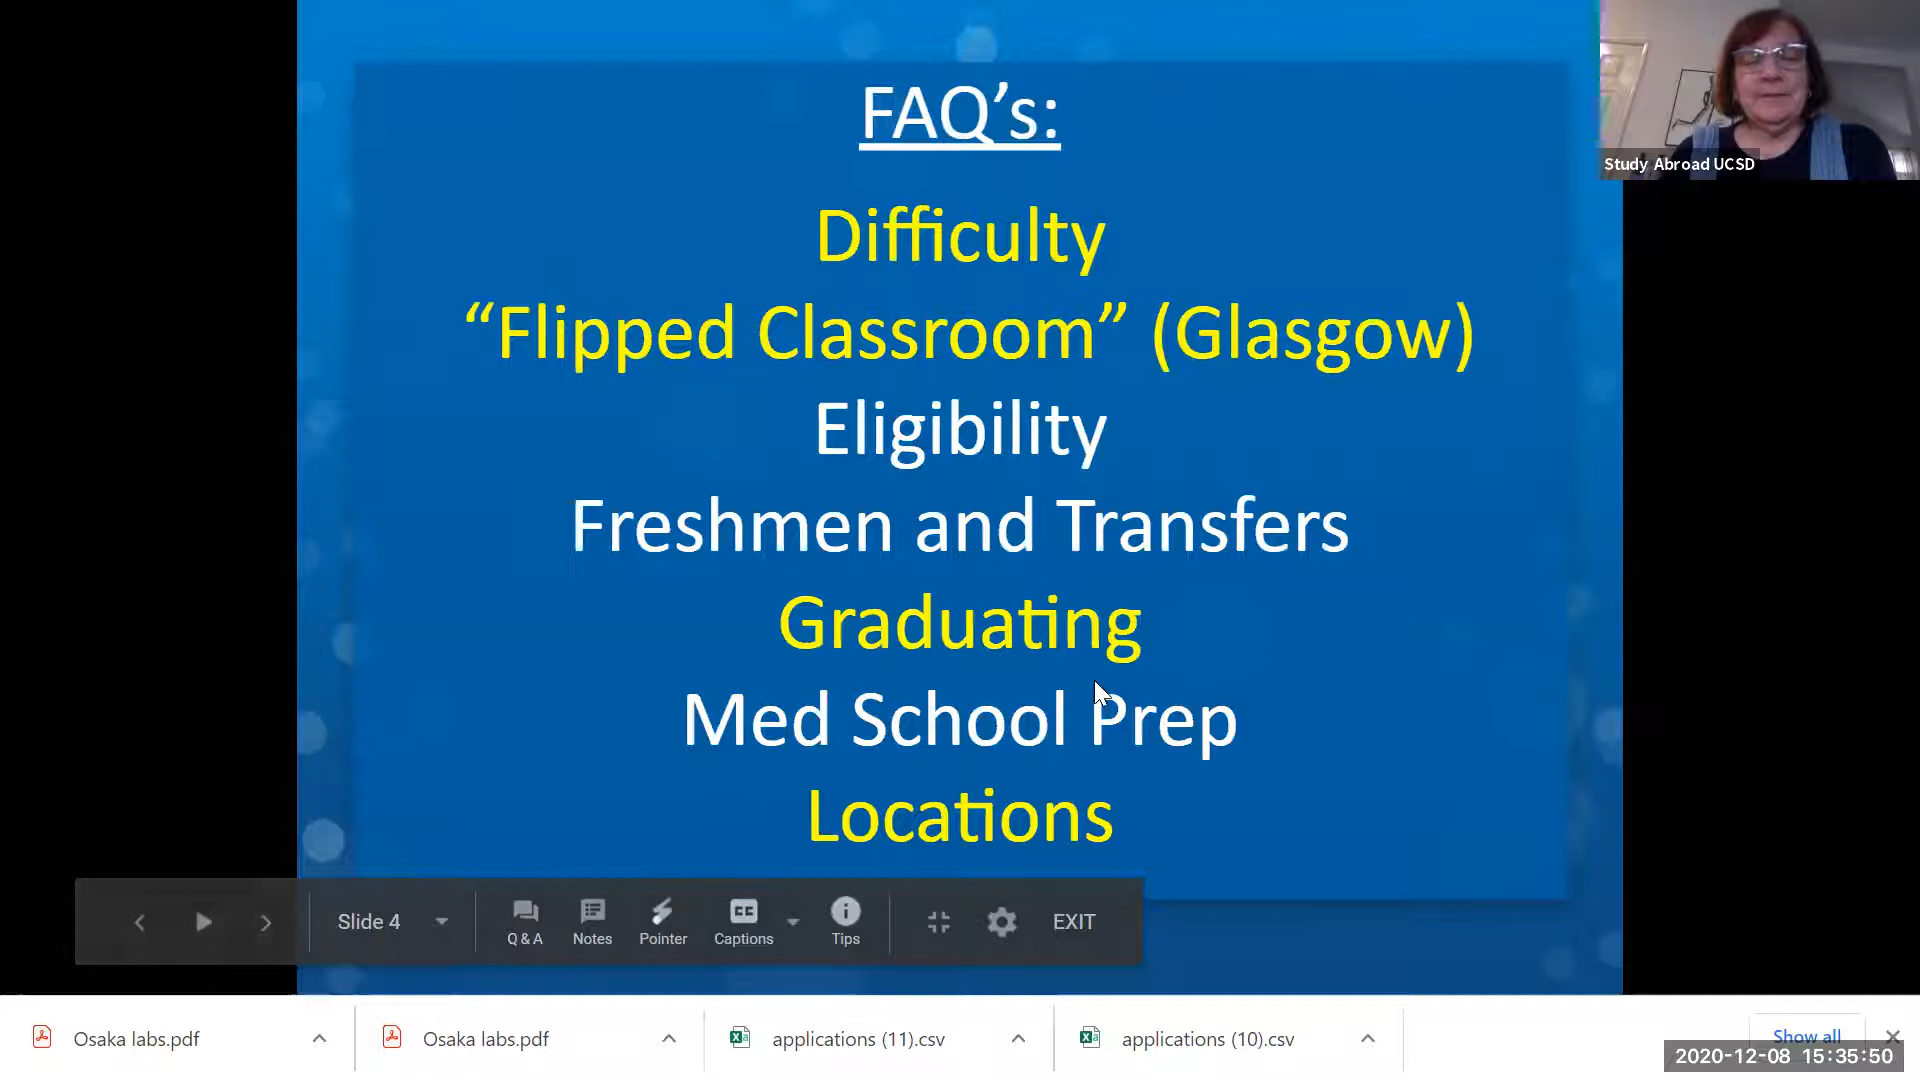 FAQ’s:
Difficulty
“Flipped Classroom” (Glasgow)
Eligibility
Freshmen and Transfers
Graduating
Med School Prep
Locations
Study Abroad UCSD
Slide 4
Q & A
Notes
Pointer
CC
Captions
Tips
EXIT
Osaka labs.pdf
Osaka labs.pdf
applications (11).csv
applications (10).csv
Show all
2020-12-08 15:35:50